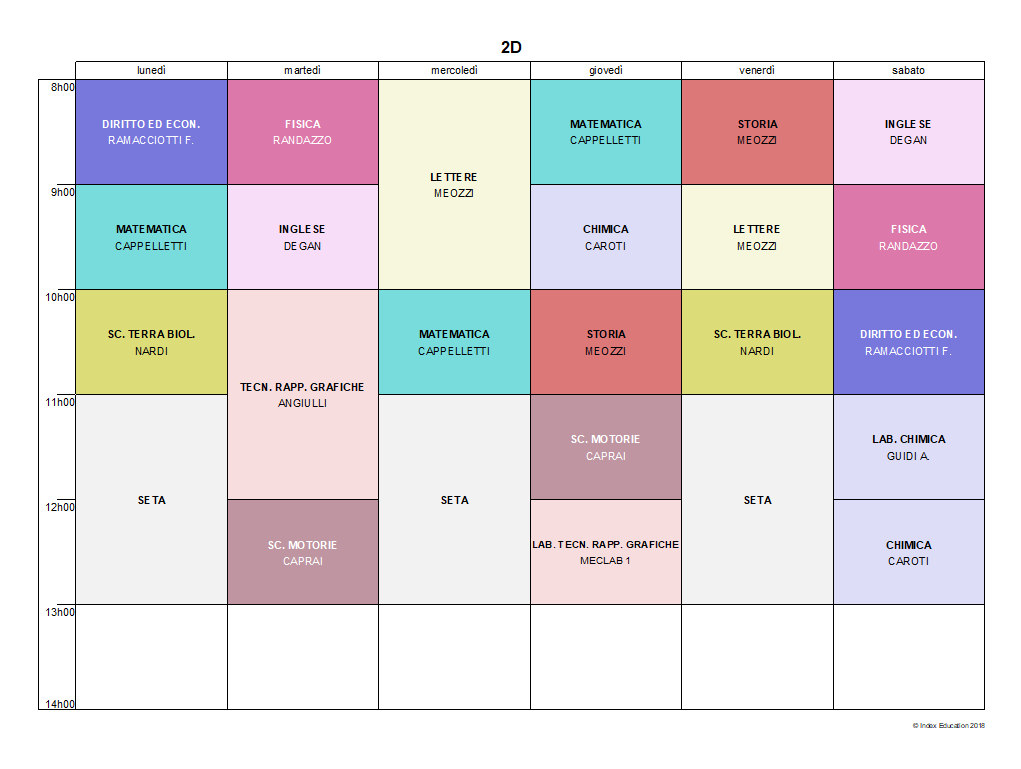 2D
lunedì martedì mercoledì giovedì venerdì sabato
8h00
DIRITTO ED ECON.
RAMACCIOTTI F.
FISICA
RANDAZZO
LETTERE
MEOZZI
MATEMATICA
CAPPELLETTI
STORIA
MEOZZI
INGLESE
DEGAN
9h00
MATEMATICA
CAPPELLETTI
INGLESE
DEGAN
CHIMICA
CAROTI
LETTERE
MEOZZI
FISICA
RANDAZZO
10h00
SC. TERRA BIOL.
NARDI
TECN. RAPP. GRAFICHE
ANGIULLI
MATEMATICA
CAPPELLETTI
STORIA
MEOZZI
SC. TERRA BIOL.
NARDI
DIRITTO ED ECON.
RAMACCIOTTI F.
11h00
SETA
SETA
SC. MOTORIE
CAPRAI
SETA
LAB. CHIMICA
GUIDI A.
12h00
SC. MOTORIE
CAPRAI
LAB. TECN. RAPP. GRAFICHE
MECLAB 1
CHIMICA
CAROTI
13h00
14h00
© Index Education 2018